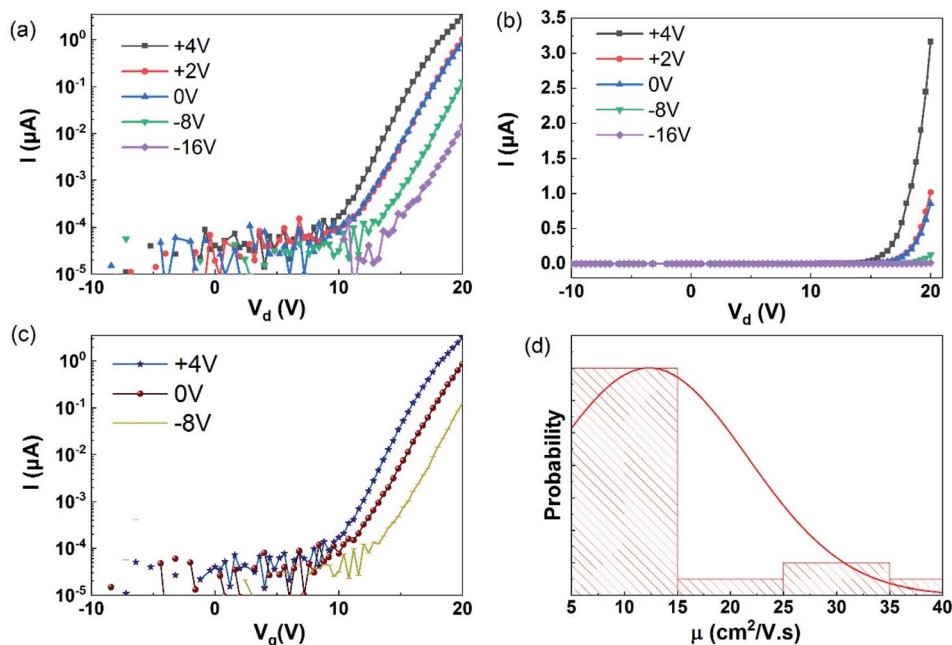 (a)
+4V
+2V
0V
-8V
-16V
10⁰
10⁻¹
10⁻²
10⁻³
10⁻⁴
10⁻⁵
I (μA)
-10 0 10 20
V_d (V)
(b)
+4V
+2V
0V
-8V
-16V
3.5
3.0
2.5
2.0
1.5
1.0
0.5
0.0
I (μA)
-10 0 10 20
V_d (V)
(c)
+4V
0V
-8V
10⁰
10⁻¹
10⁻²
10⁻³
10⁻⁴
10⁻⁵
I (μA)
-10 0 10 20
V_g(V)
(d)
Probability
5 10 15 20 25 30 35 40
μ (cm²/V.s)